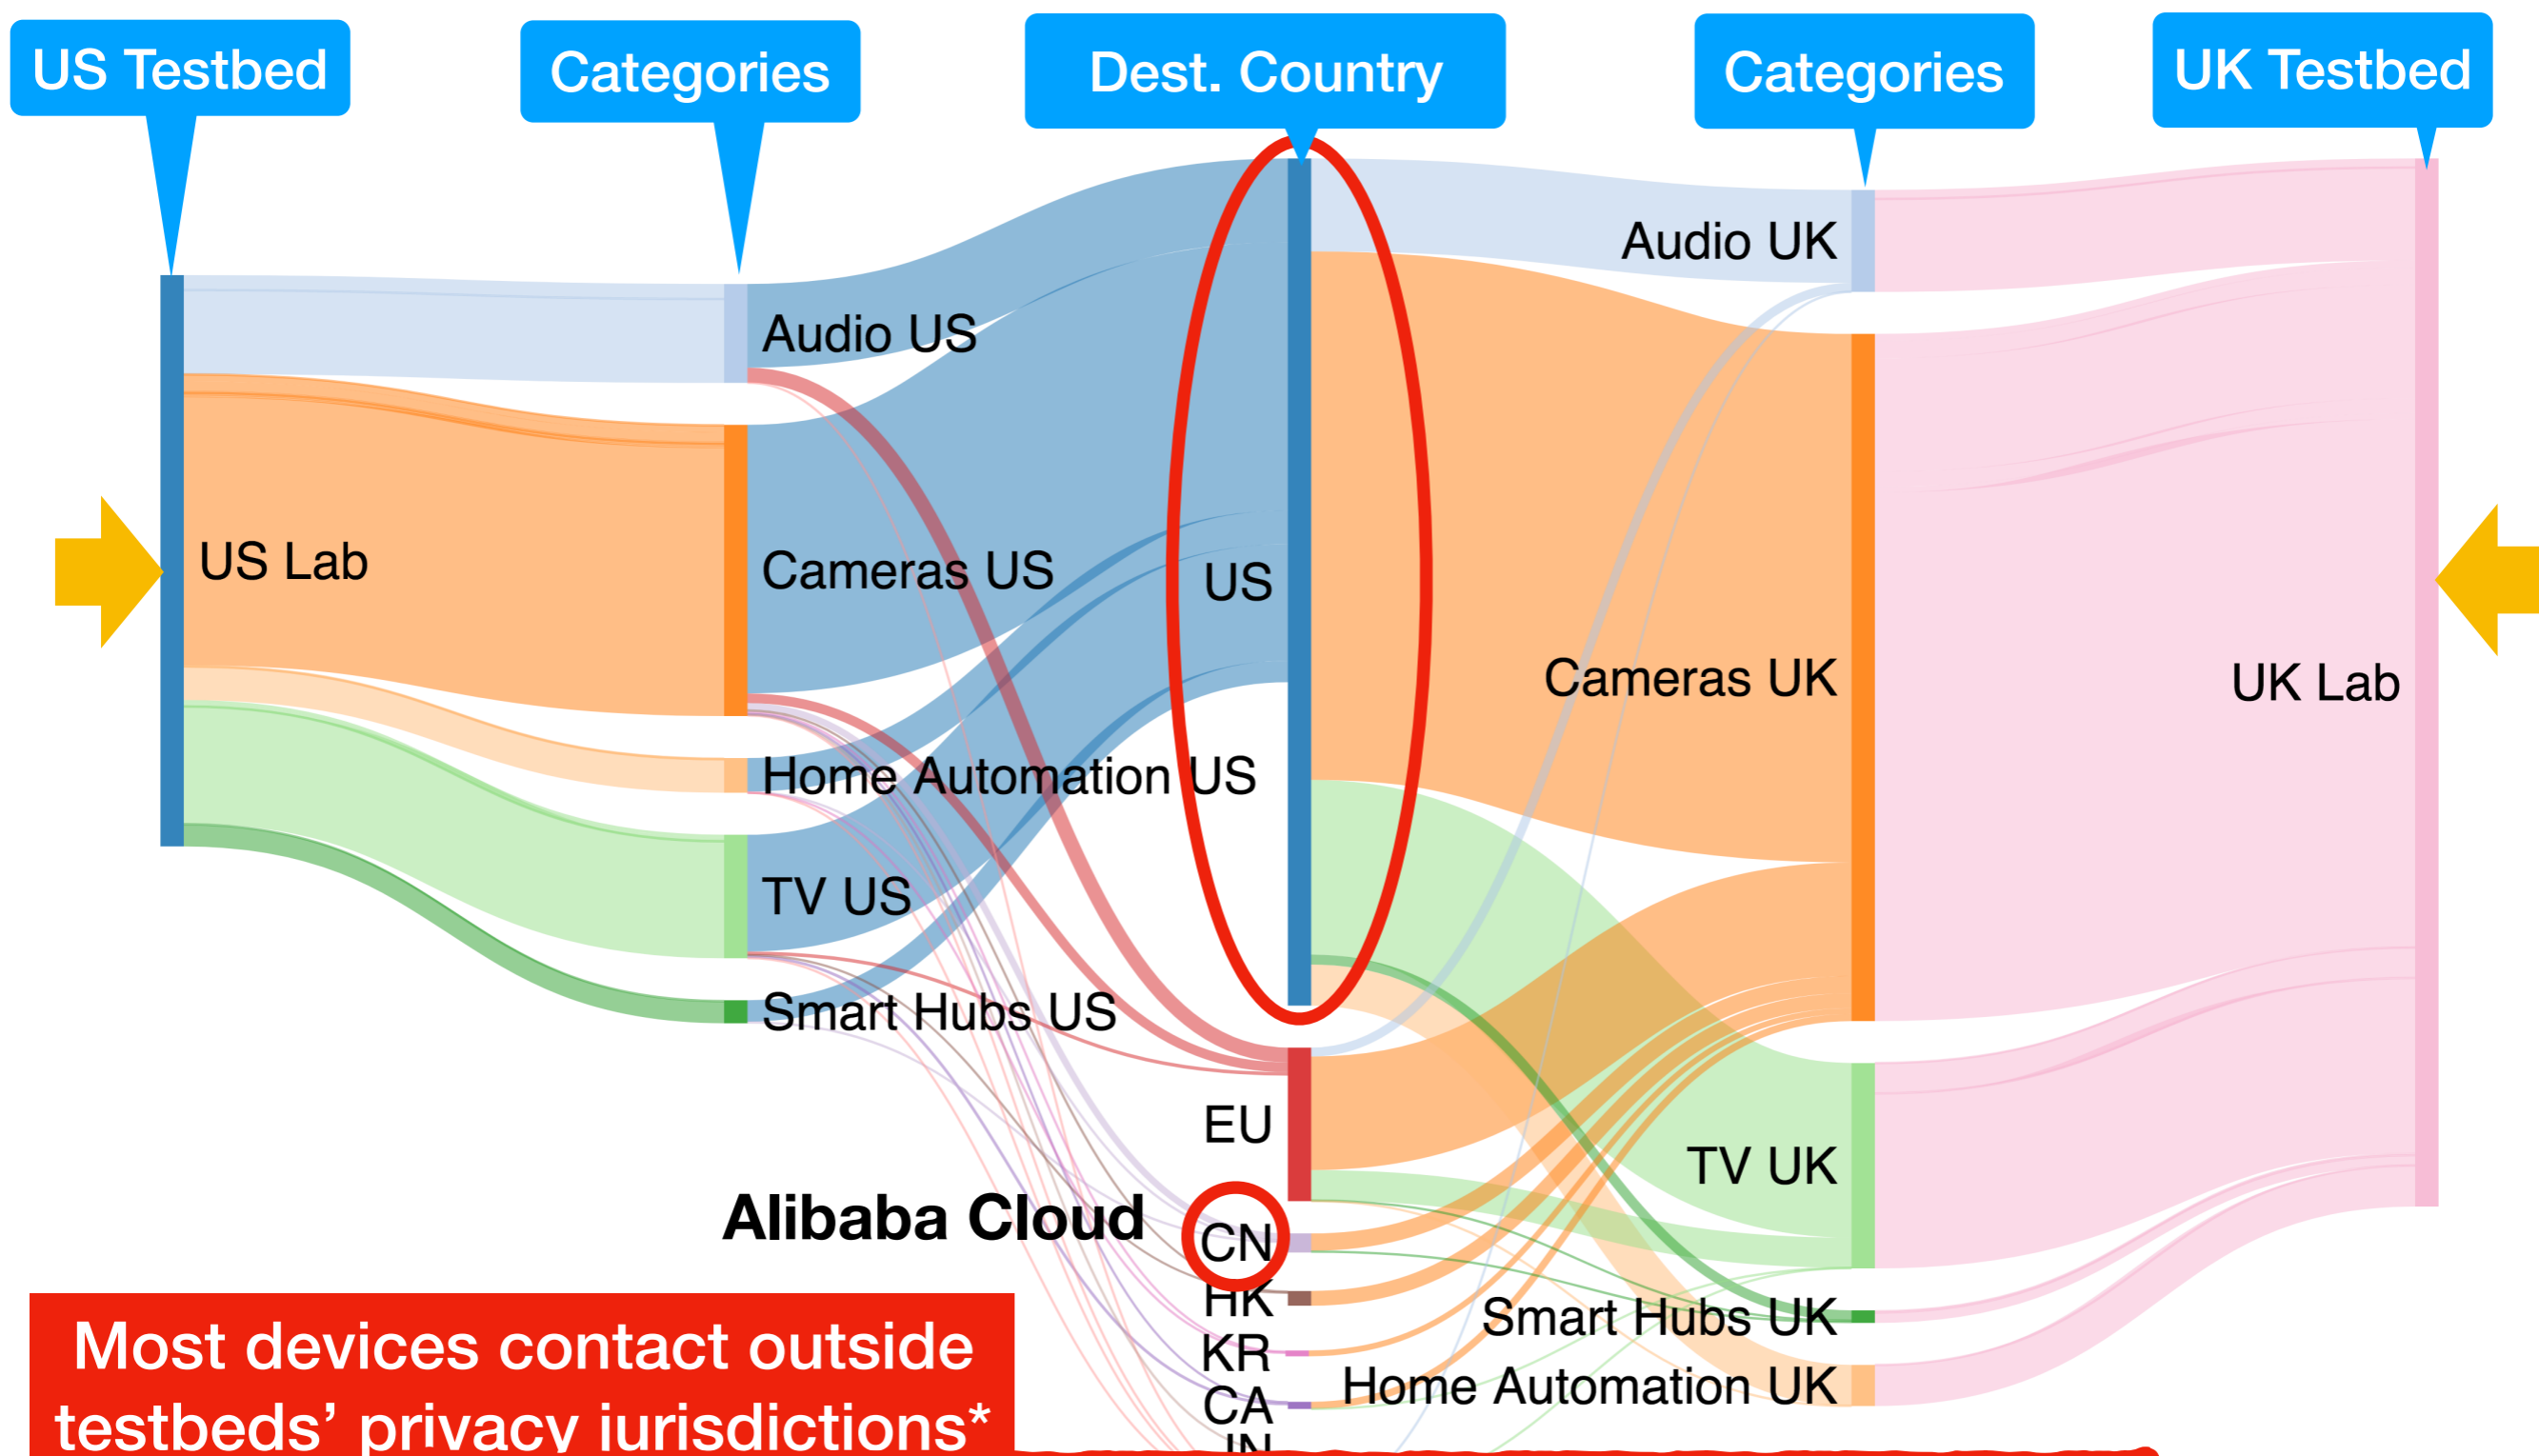 US Testbed
Categories
Dest. Country
Categories
UK Testbed
Audio UK
Audio US
US Lab
Cameras US
US
Cameras UK
UK Lab
Home Automation US
TV US
Smart Hubs US
EU
TV UK
Alibaba Cloud
CN
HK
Smart Hubs UK
KR
Home Automation UK
CA
Most devices contact outside
testbeds’ privacy jurisdictions*